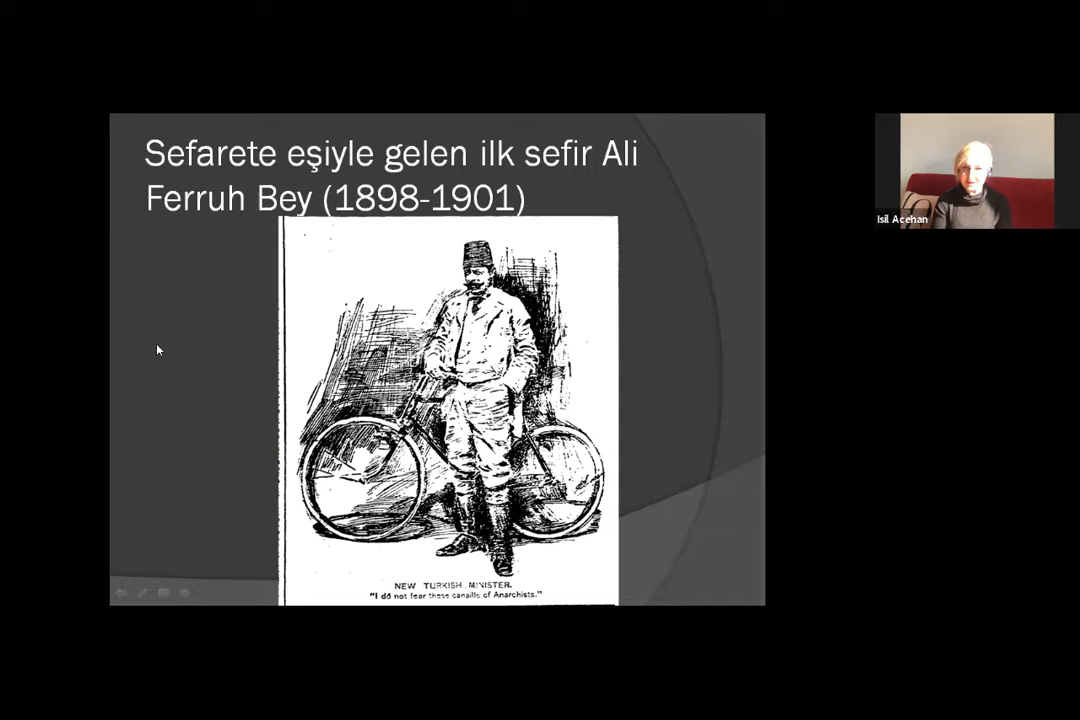 Sefarete eşiyle gelen ilk sefir Ali
Ferruh Bey (1898-1901)
NEW TURKISH MINISTER.
"I do not fear these canaille of Anarchists."
Isil Acehan